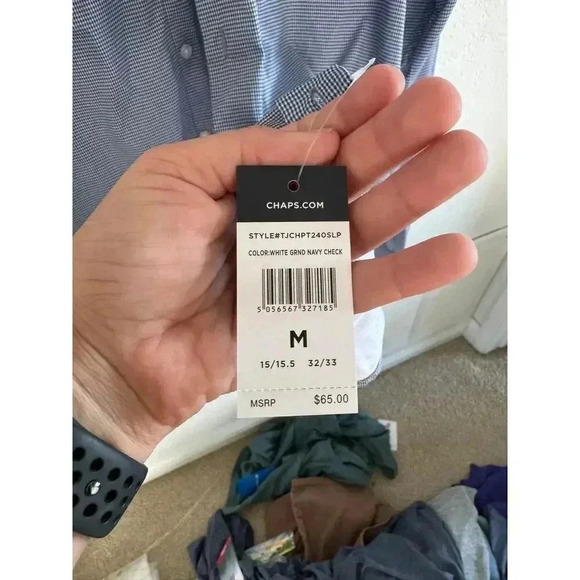 CHAPS.COM
STYLE#TJCHPT240SLP
COLOR:WHITE GRND NAVY CHECK
5 056567 327185
M
15/15.5 32/33
MSRP $65.00